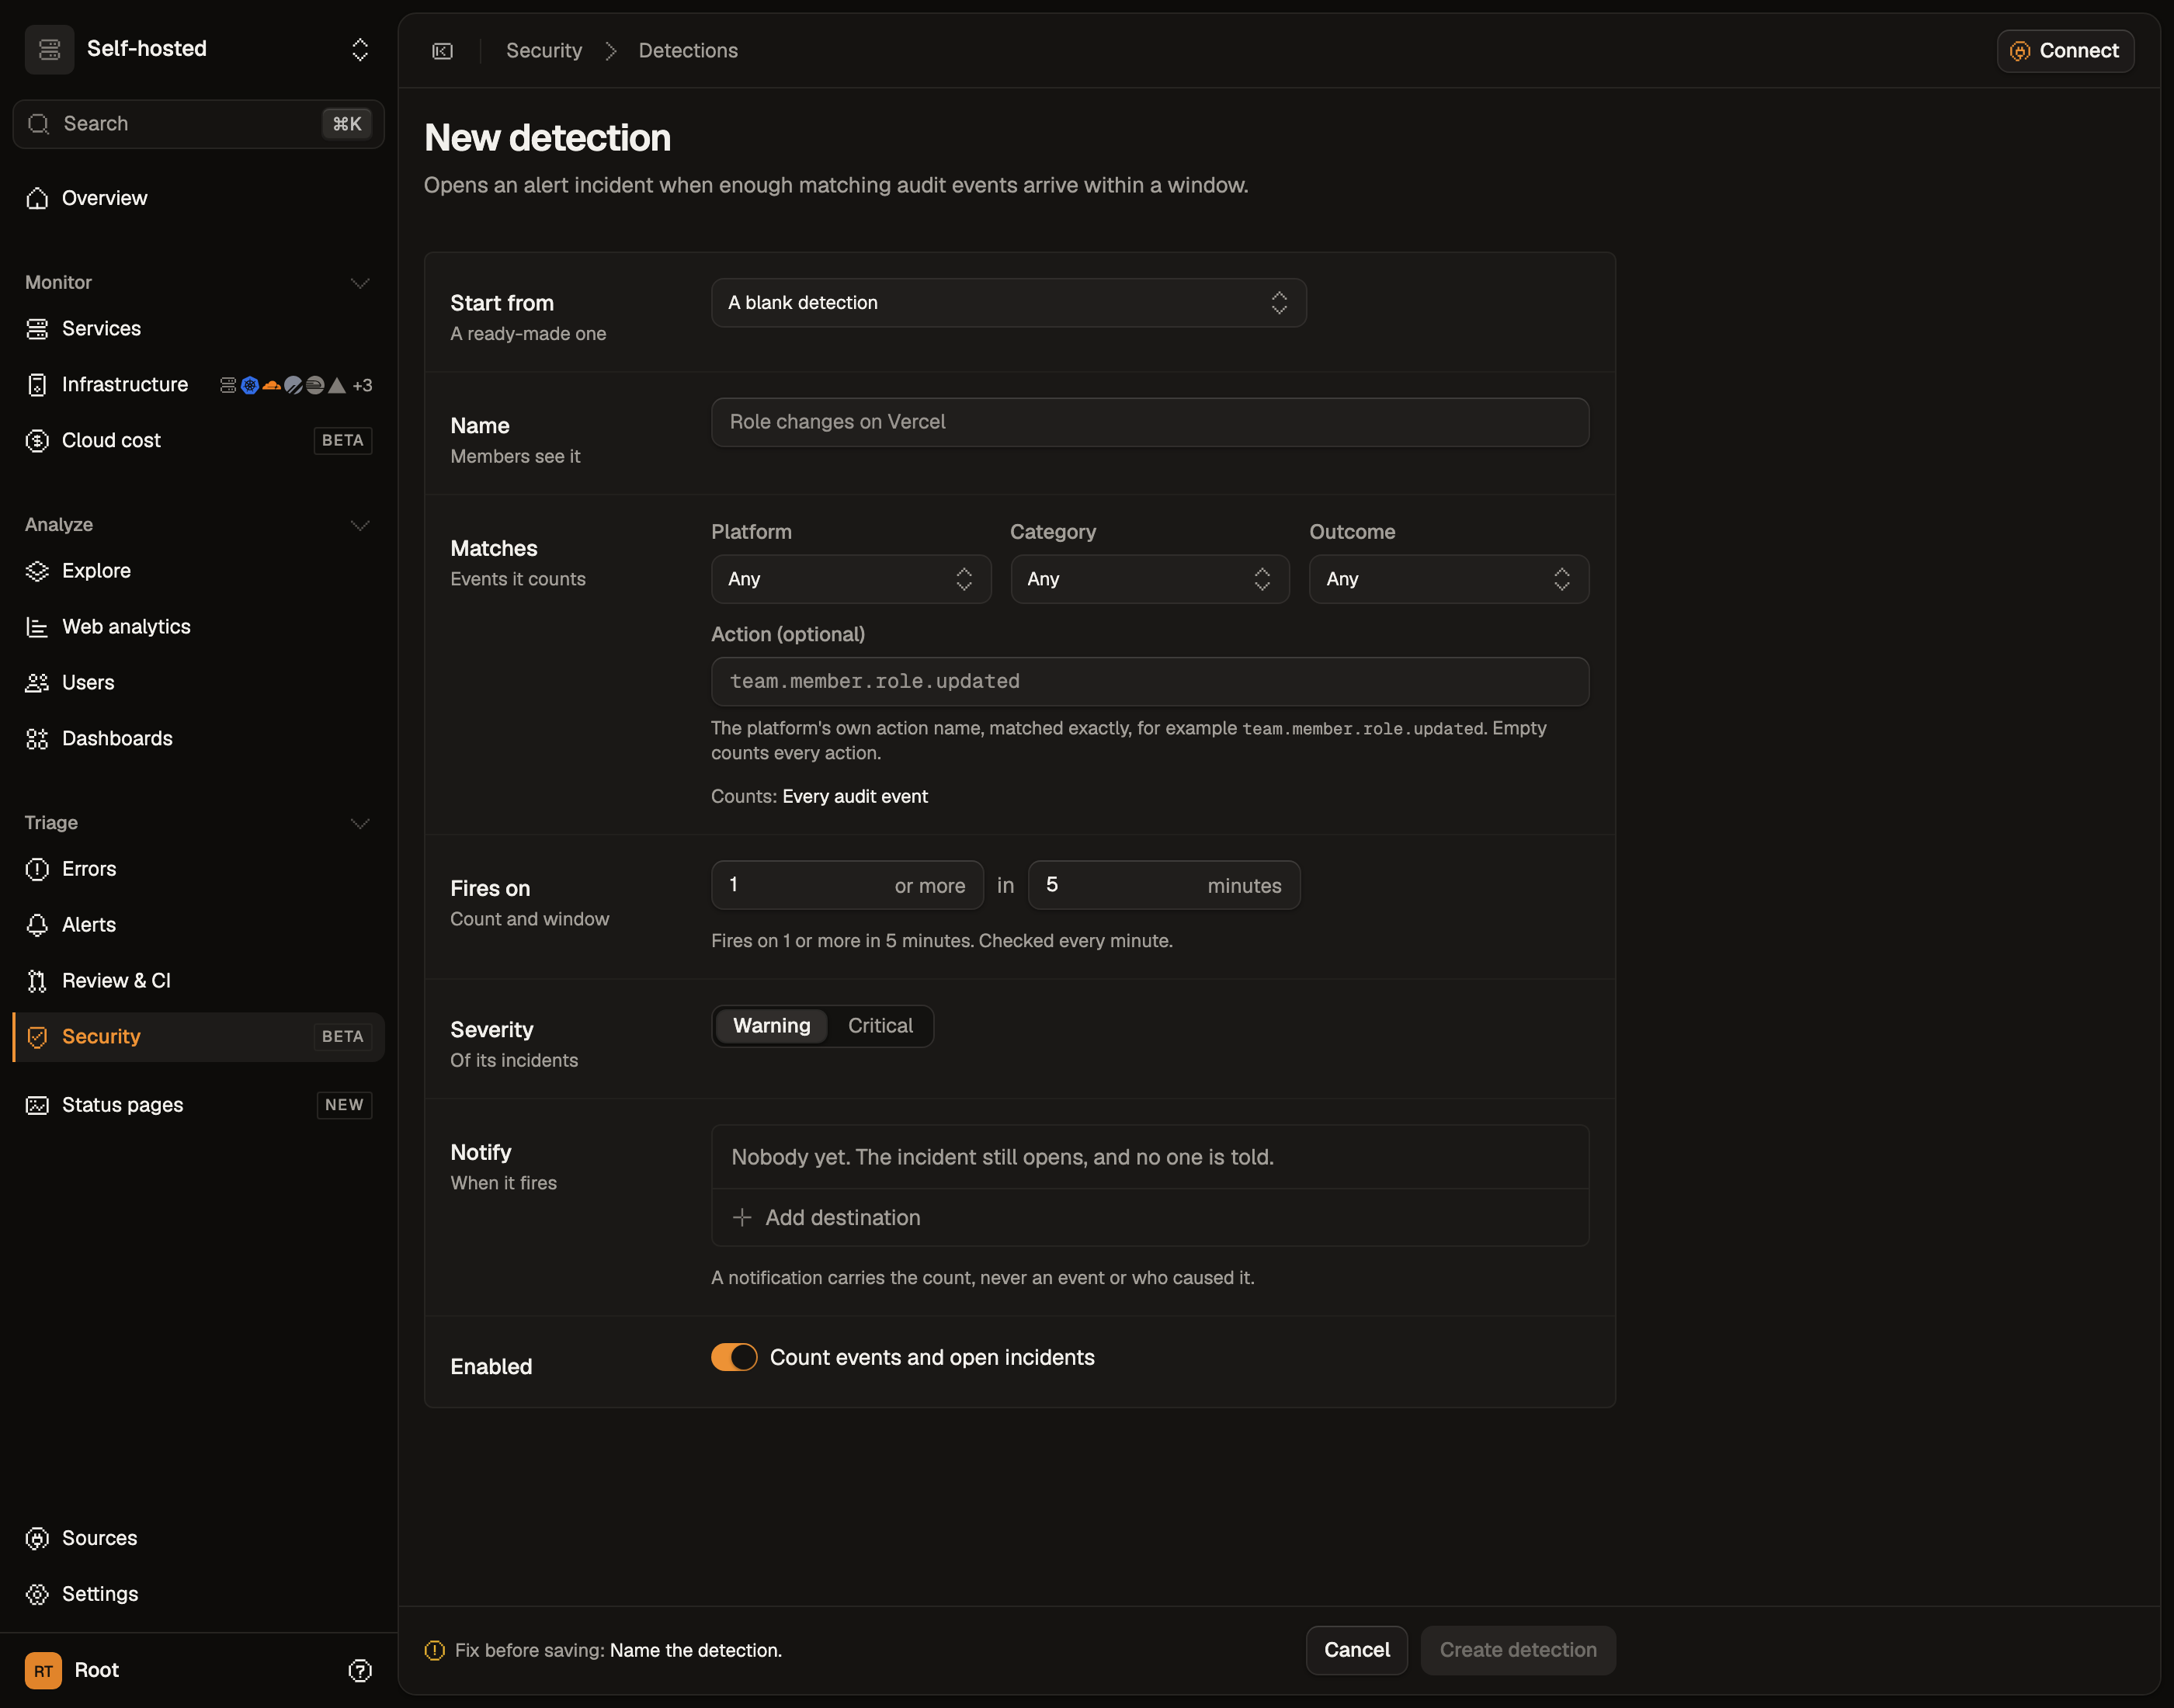 Self-hosted
Search
⌘K
Overview
Monitor
Services
Infrastructure
+3
Cloud cost
BETA
Analyze
Explore
Web analytics
Users
Dashboards
Triage
Errors
Alerts
Review & CI
Security
BETA
Status pages
NEW
Sources
Settings
RT
Root
Security
Detections
Connect
New detection
Opens an alert incident when enough matching audit events arrive within a window.
Start from
A ready-made one
A blank detection
Name
Members see it
Role changes on Vercel
Matches
Events it counts
Platform
Category
Outcome
Any
Any
Any
Action (optional)
team.member.role.updated
The platform's own action name, matched exactly, for example team.member.role.updated. Empty
counts every action.
Counts: Every audit event
Fires on
Count and window
1 or more in 5 minutes
Fires on 1 or more in 5 minutes. Checked every minute.
Severity
Of its incidents
Warning
Critical
Notify
When it fires
Nobody yet. The incident still opens, and no one is told.
Add destination
A notification carries the count, never an event or who caused it.
Enabled
Count events and open incidents
Fix before saving: Name the detection.
Cancel
Create detection